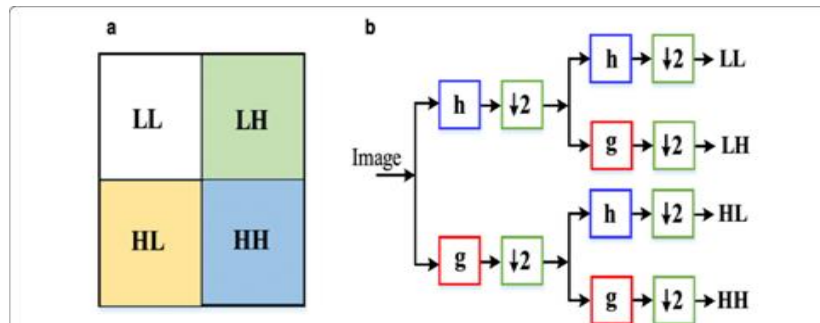 a
LL LH
HL HH
b
Image
h ↓2 h ↓2 LL
g ↓2 LH
g ↓2 h ↓2 HL
g ↓2 HH